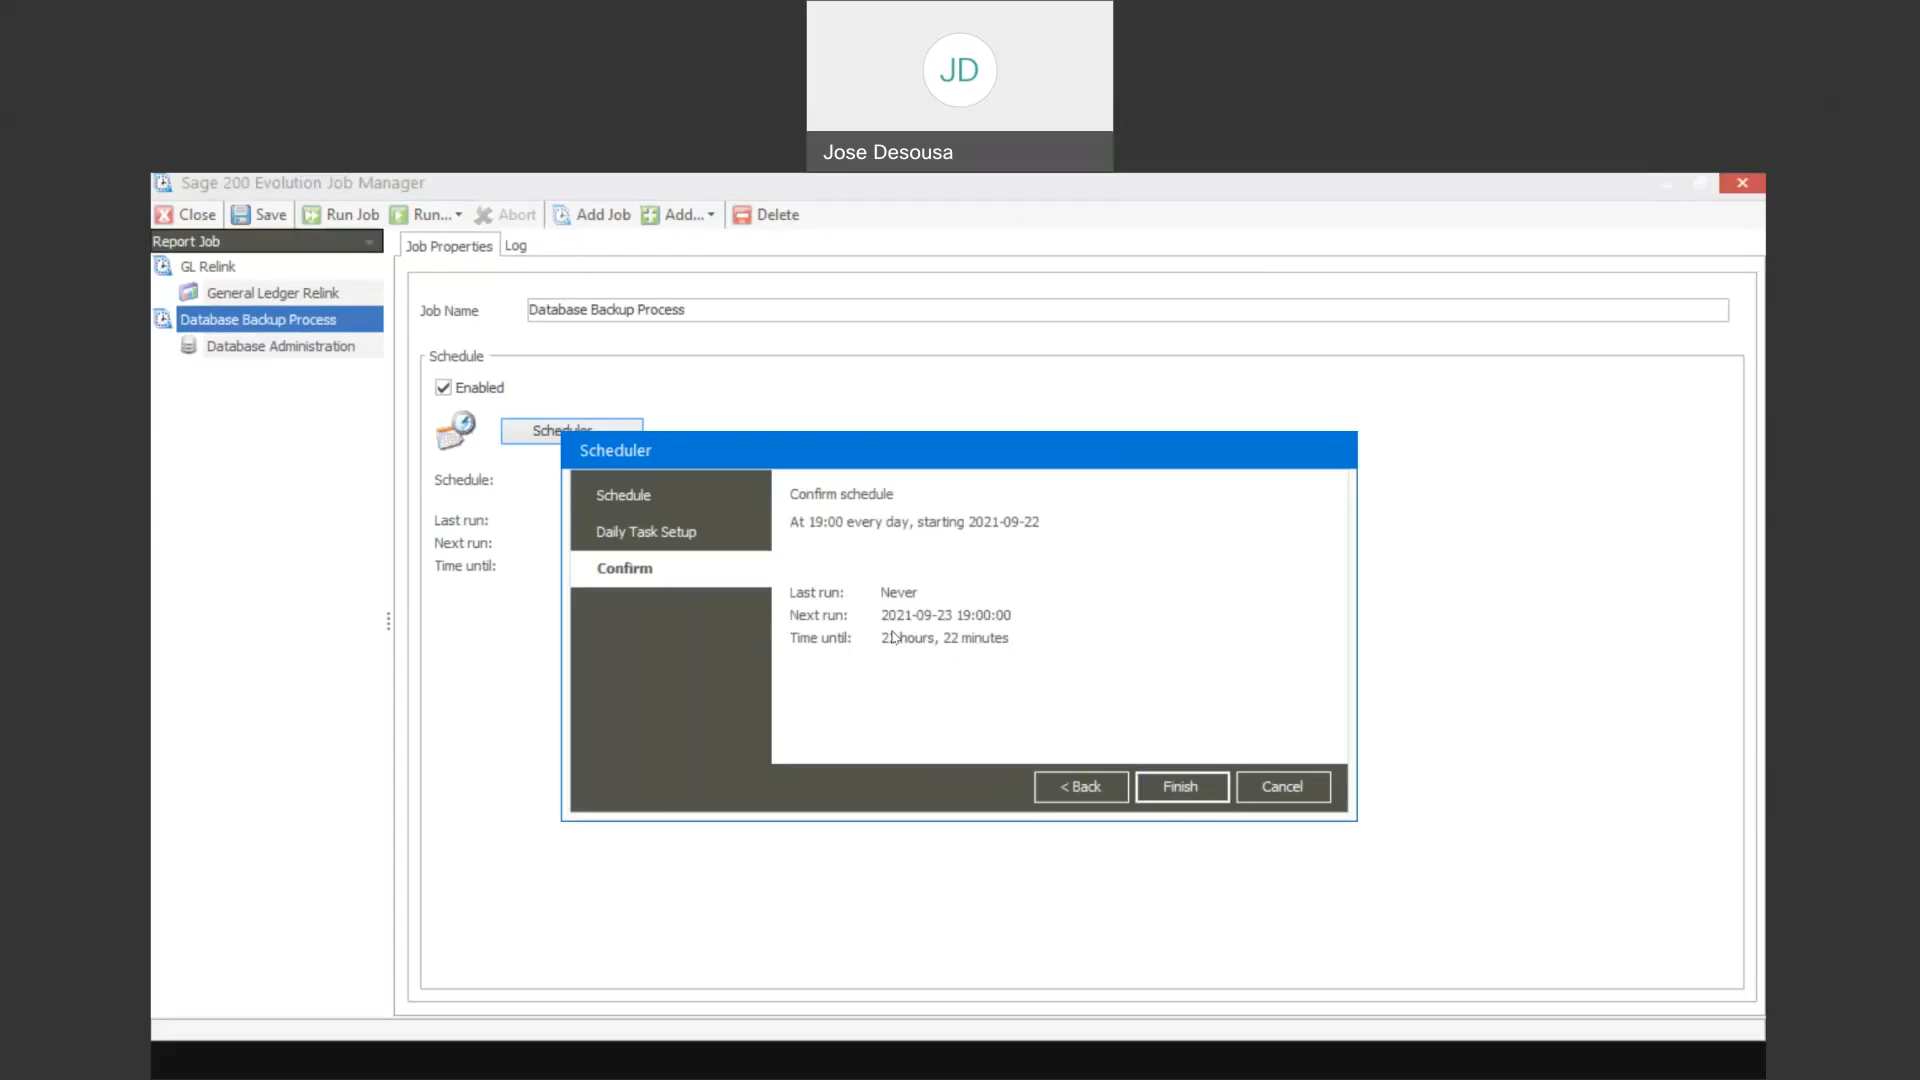 JD
Jose Desousa
Sage 200 Evolution Job Manager
Close Save Run Job Run... Abort Add Job Add... Delete
Report Job
Job Properties Log
GL Relink
General Ledger Relink
Database Backup Process
Database Administration
Job Name Database Backup Process
Schedule
Enabled
Scheduler
Schedule:
Last run:
Next run:
Time until:
Scheduler
Schedule
Daily Task Setup
Confirm
Confirm schedule
At 19:00 every day, starting 2021-09-22
Last run: Never
Next run: 2021-09-23 19:00:00
Time until: hours, 22 minutes
< Back Finish Cancel